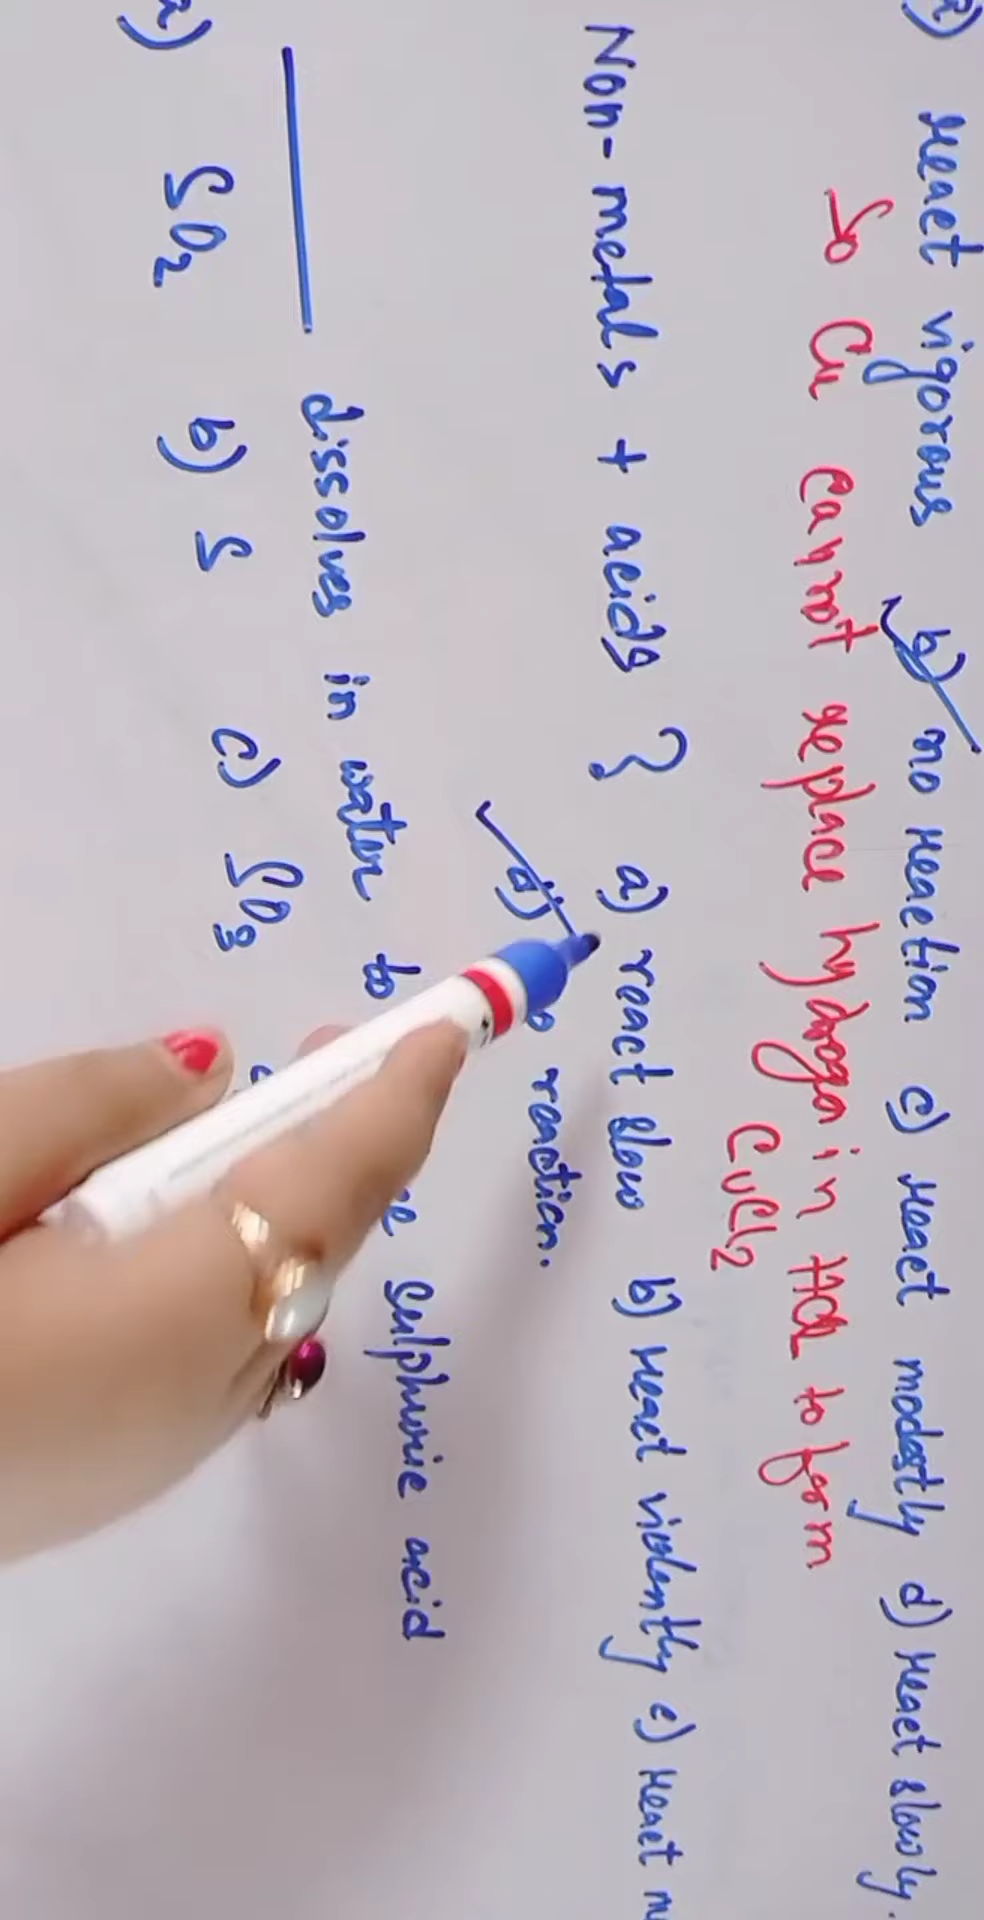 a) react vigorous b) no reaction c) react modestly d) react slowly.
So Cu cannot replace hydrogen in HCl to form
CuCl2
Non-metals + acids } a) react slow b) react violently c) react
d) reaction.
dissolves in water to sulphuric acid
a) SO2 b) S c) SO3